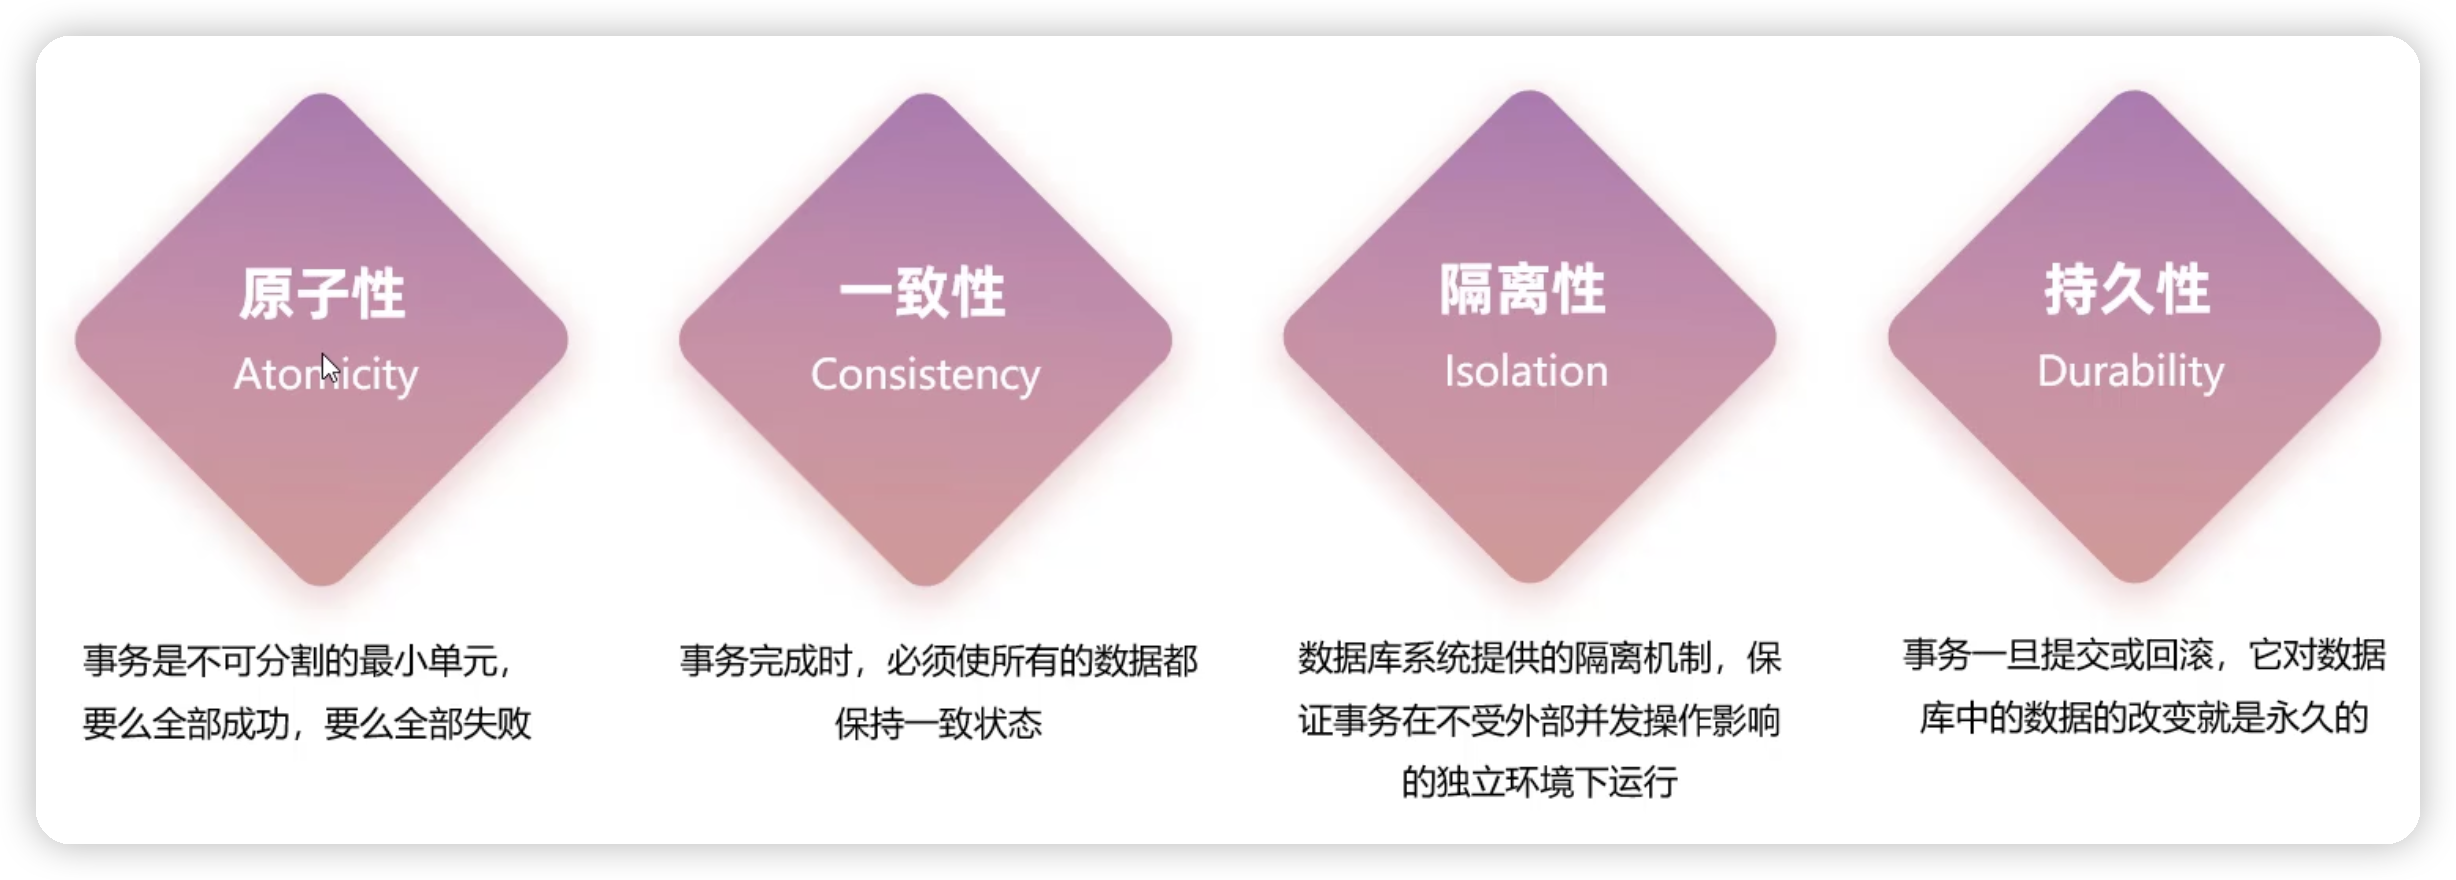 原子性
Atomicity
事务是不可分割的最小单元，
要么全部成功，要么全部失败
一致性
Consistency
事务完成时，必须使所有的数据都
保持一致状态
隔离性
Isolation
数据库系统提供的隔离机制，保
证事务在不受外部并发操作影响
的独立环境下运行
持久性
Durability
事务一旦提交或回滚，它对数据
库中的数据的改变就是永久的